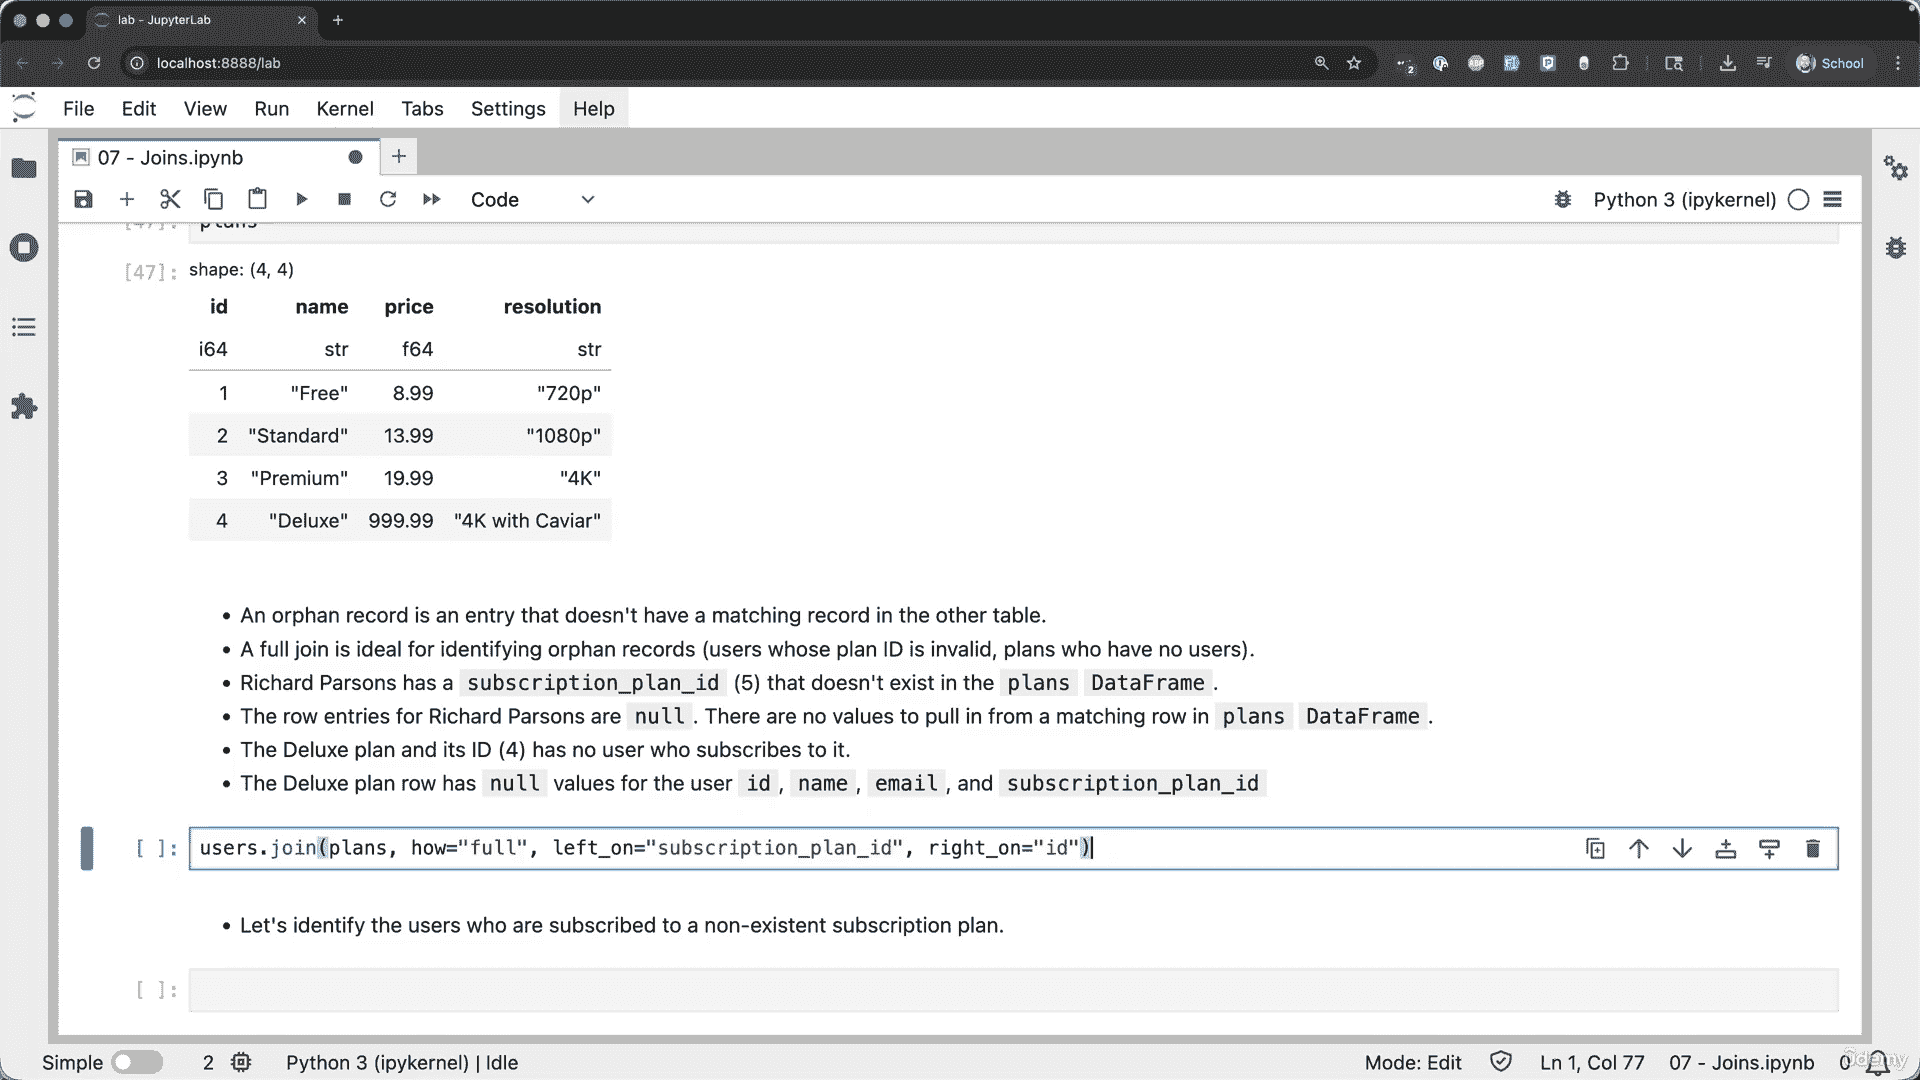 lab - JupyterLab
localhost:8888/lab
2
ABP
School
File Edit View Run Kernel Tabs Settings Help
07 - Joins.ipynb
Code
Python 3 (ipykernel)
[47]: plans
[47]: shape: (4, 4)
id name price resolution
i64 str f64 str
1 "Free" 8.99 "720p"
2 "Standard" 13.99 "1080p"
3 "Premium" 19.99 "4K"
4 "Deluxe" 999.99 "4K with Caviar"
• An orphan record is an entry that doesn't have a matching record in the other table.
• A full join is ideal for identifying orphan records (users whose plan ID is invalid, plans who have no users).
• Richard Parsons has a subscription_plan_id (5) that doesn't exist in the plans DataFrame.
• The row entries for Richard Parsons are null. There are no values to pull in from a matching row in plans DataFrame.
• The Deluxe plan and its ID (4) has no user who subscribes to it.
• The Deluxe plan row has null values for the user id, name, email, and subscription_plan_id
[ ]: users.join(plans, how="full", left_on="subscription_plan_id", right_on="id")
• Let's identify the users who are subscribed to a non-existent subscription plan.
[ ]:
Simple 2 Python 3 (ipykernel) | Idle Mode: Edit Ln 1, Col 77 07 - Joins.ipynb 0
udemy